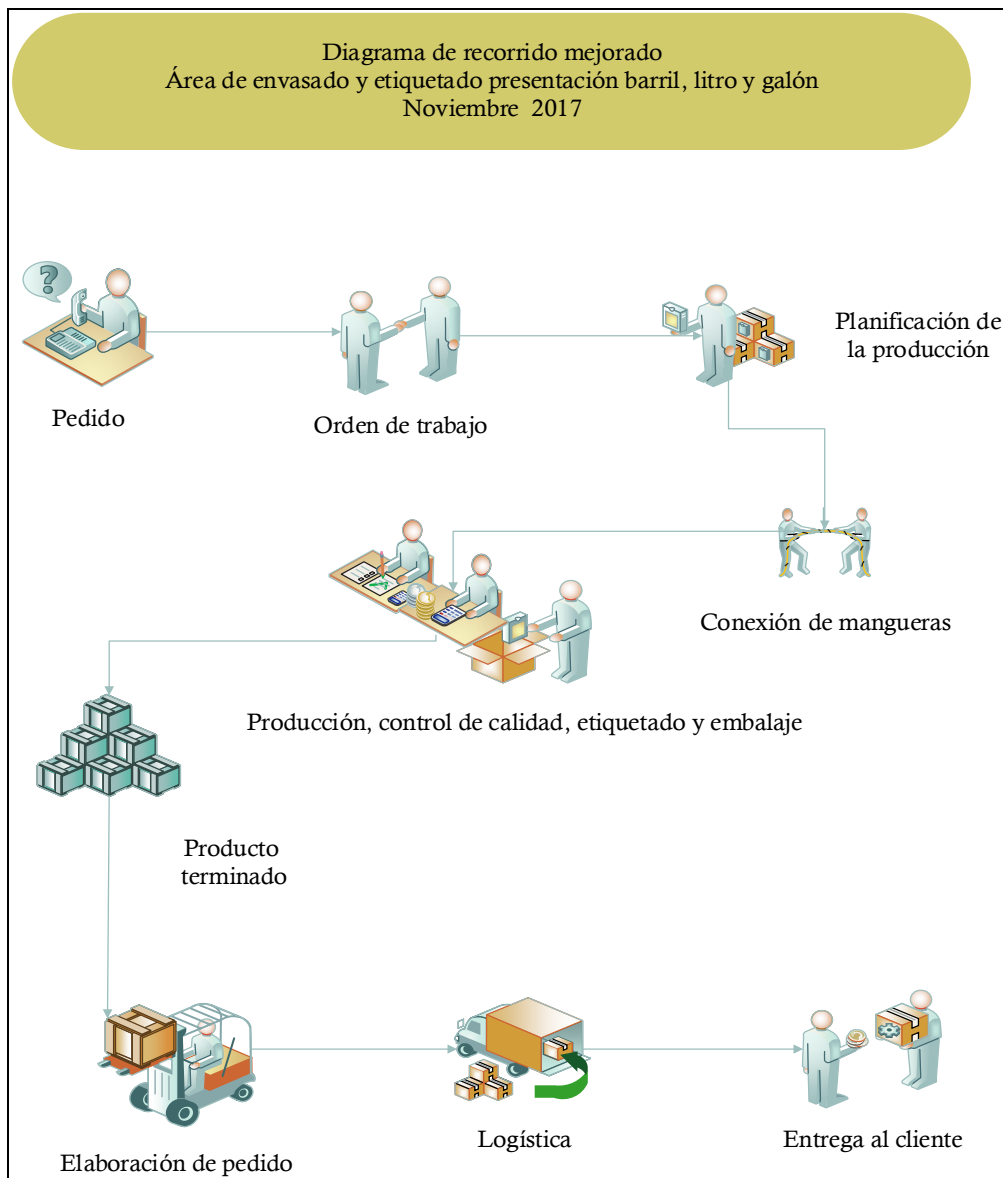 Diagrama de recorrido mejorado
Área de envasado y etiquetado presentación barril, litro y galón
Noviembre 2017
?
Planificación de
la producción
Pedido
Orden de trabajo
Conexión de mangueras
Producción, control de calidad, etiquetado y embalaje
Producto
terminado
Elaboración de pedido
Logística
Entrega al cliente